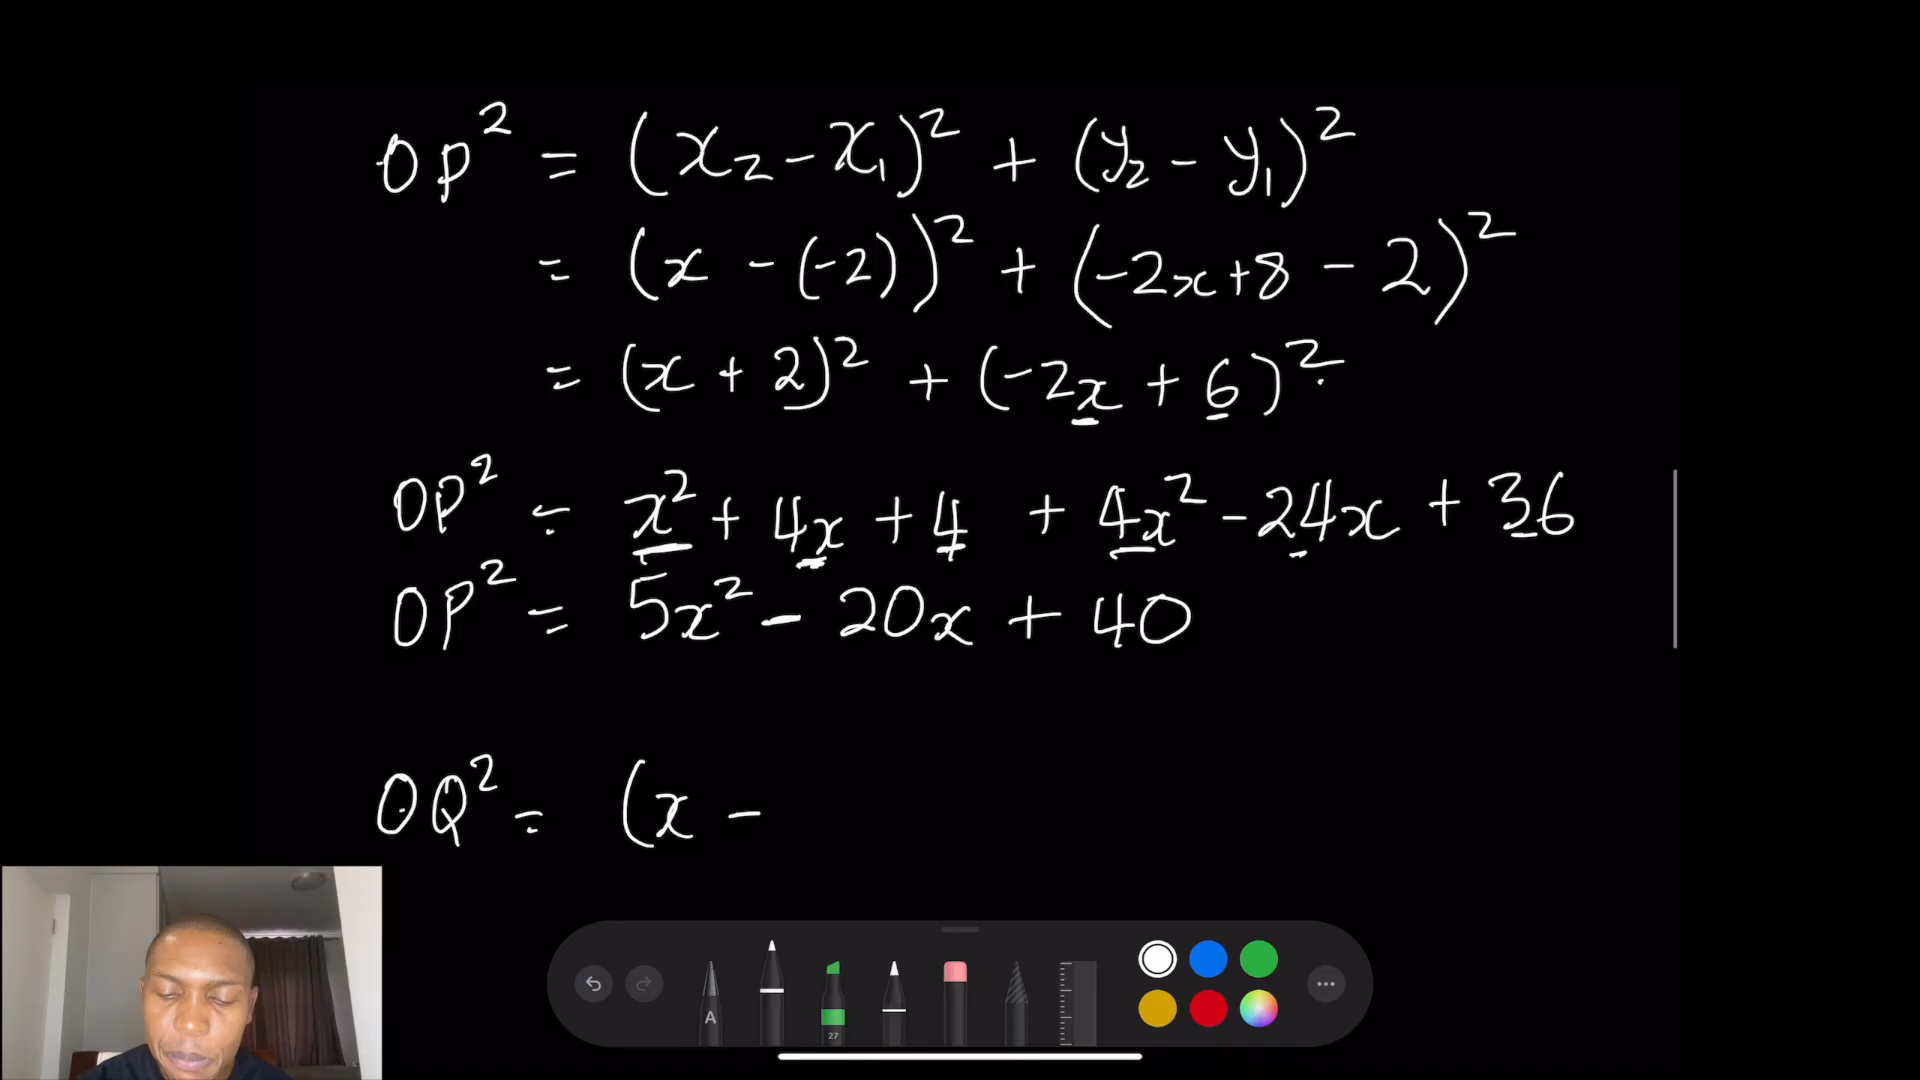 OP² = (x₂ - x₁)² + (y₂ - y₁)²
= (x - (-2))² + (-2x+8 - 2)²
= (x + 2)² + (-2x + 6)²
OP² = x² + 4x + 4 + 4x² - 24x + 36
OP² = 5x² - 20x + 40
OQ² = (x -
A
27